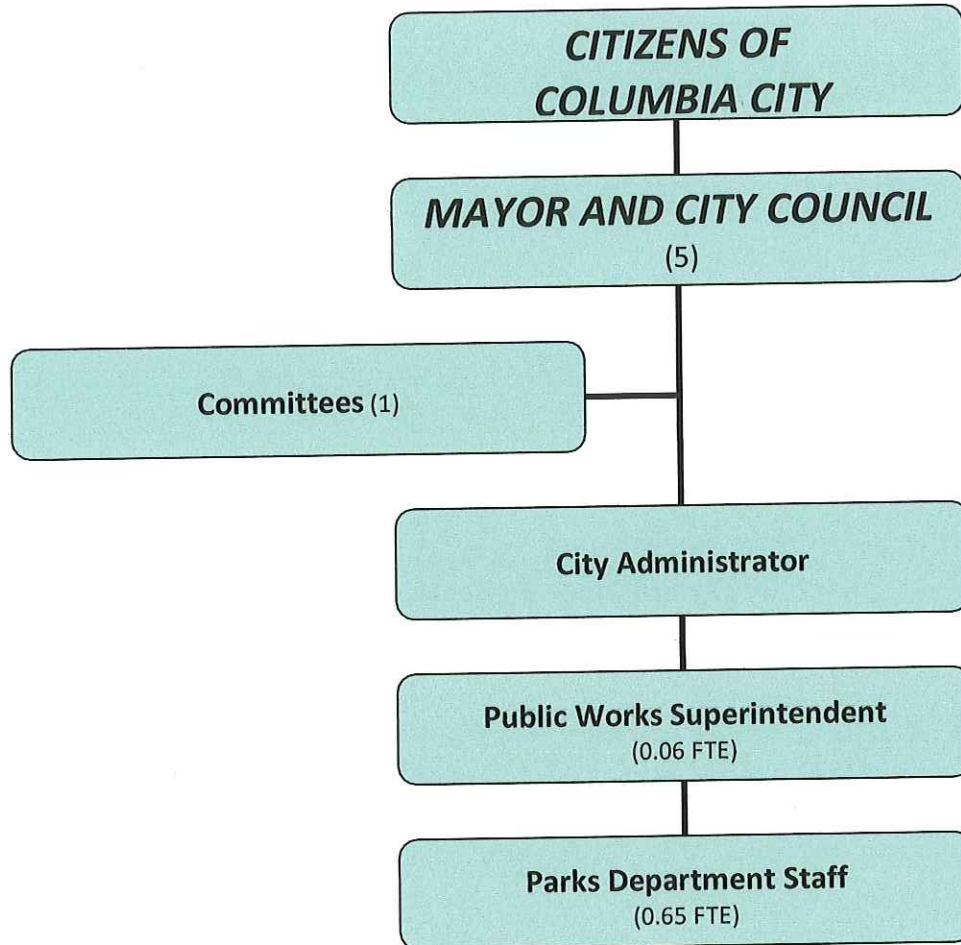 CITIZENS OF
COLUMBIA CITY
MAYOR AND CITY COUNCIL
(5)
Committees (1)
City Administrator
Public Works Superintendent
(0.06 FTE)
Parks Department Staff
(0.65 FTE)